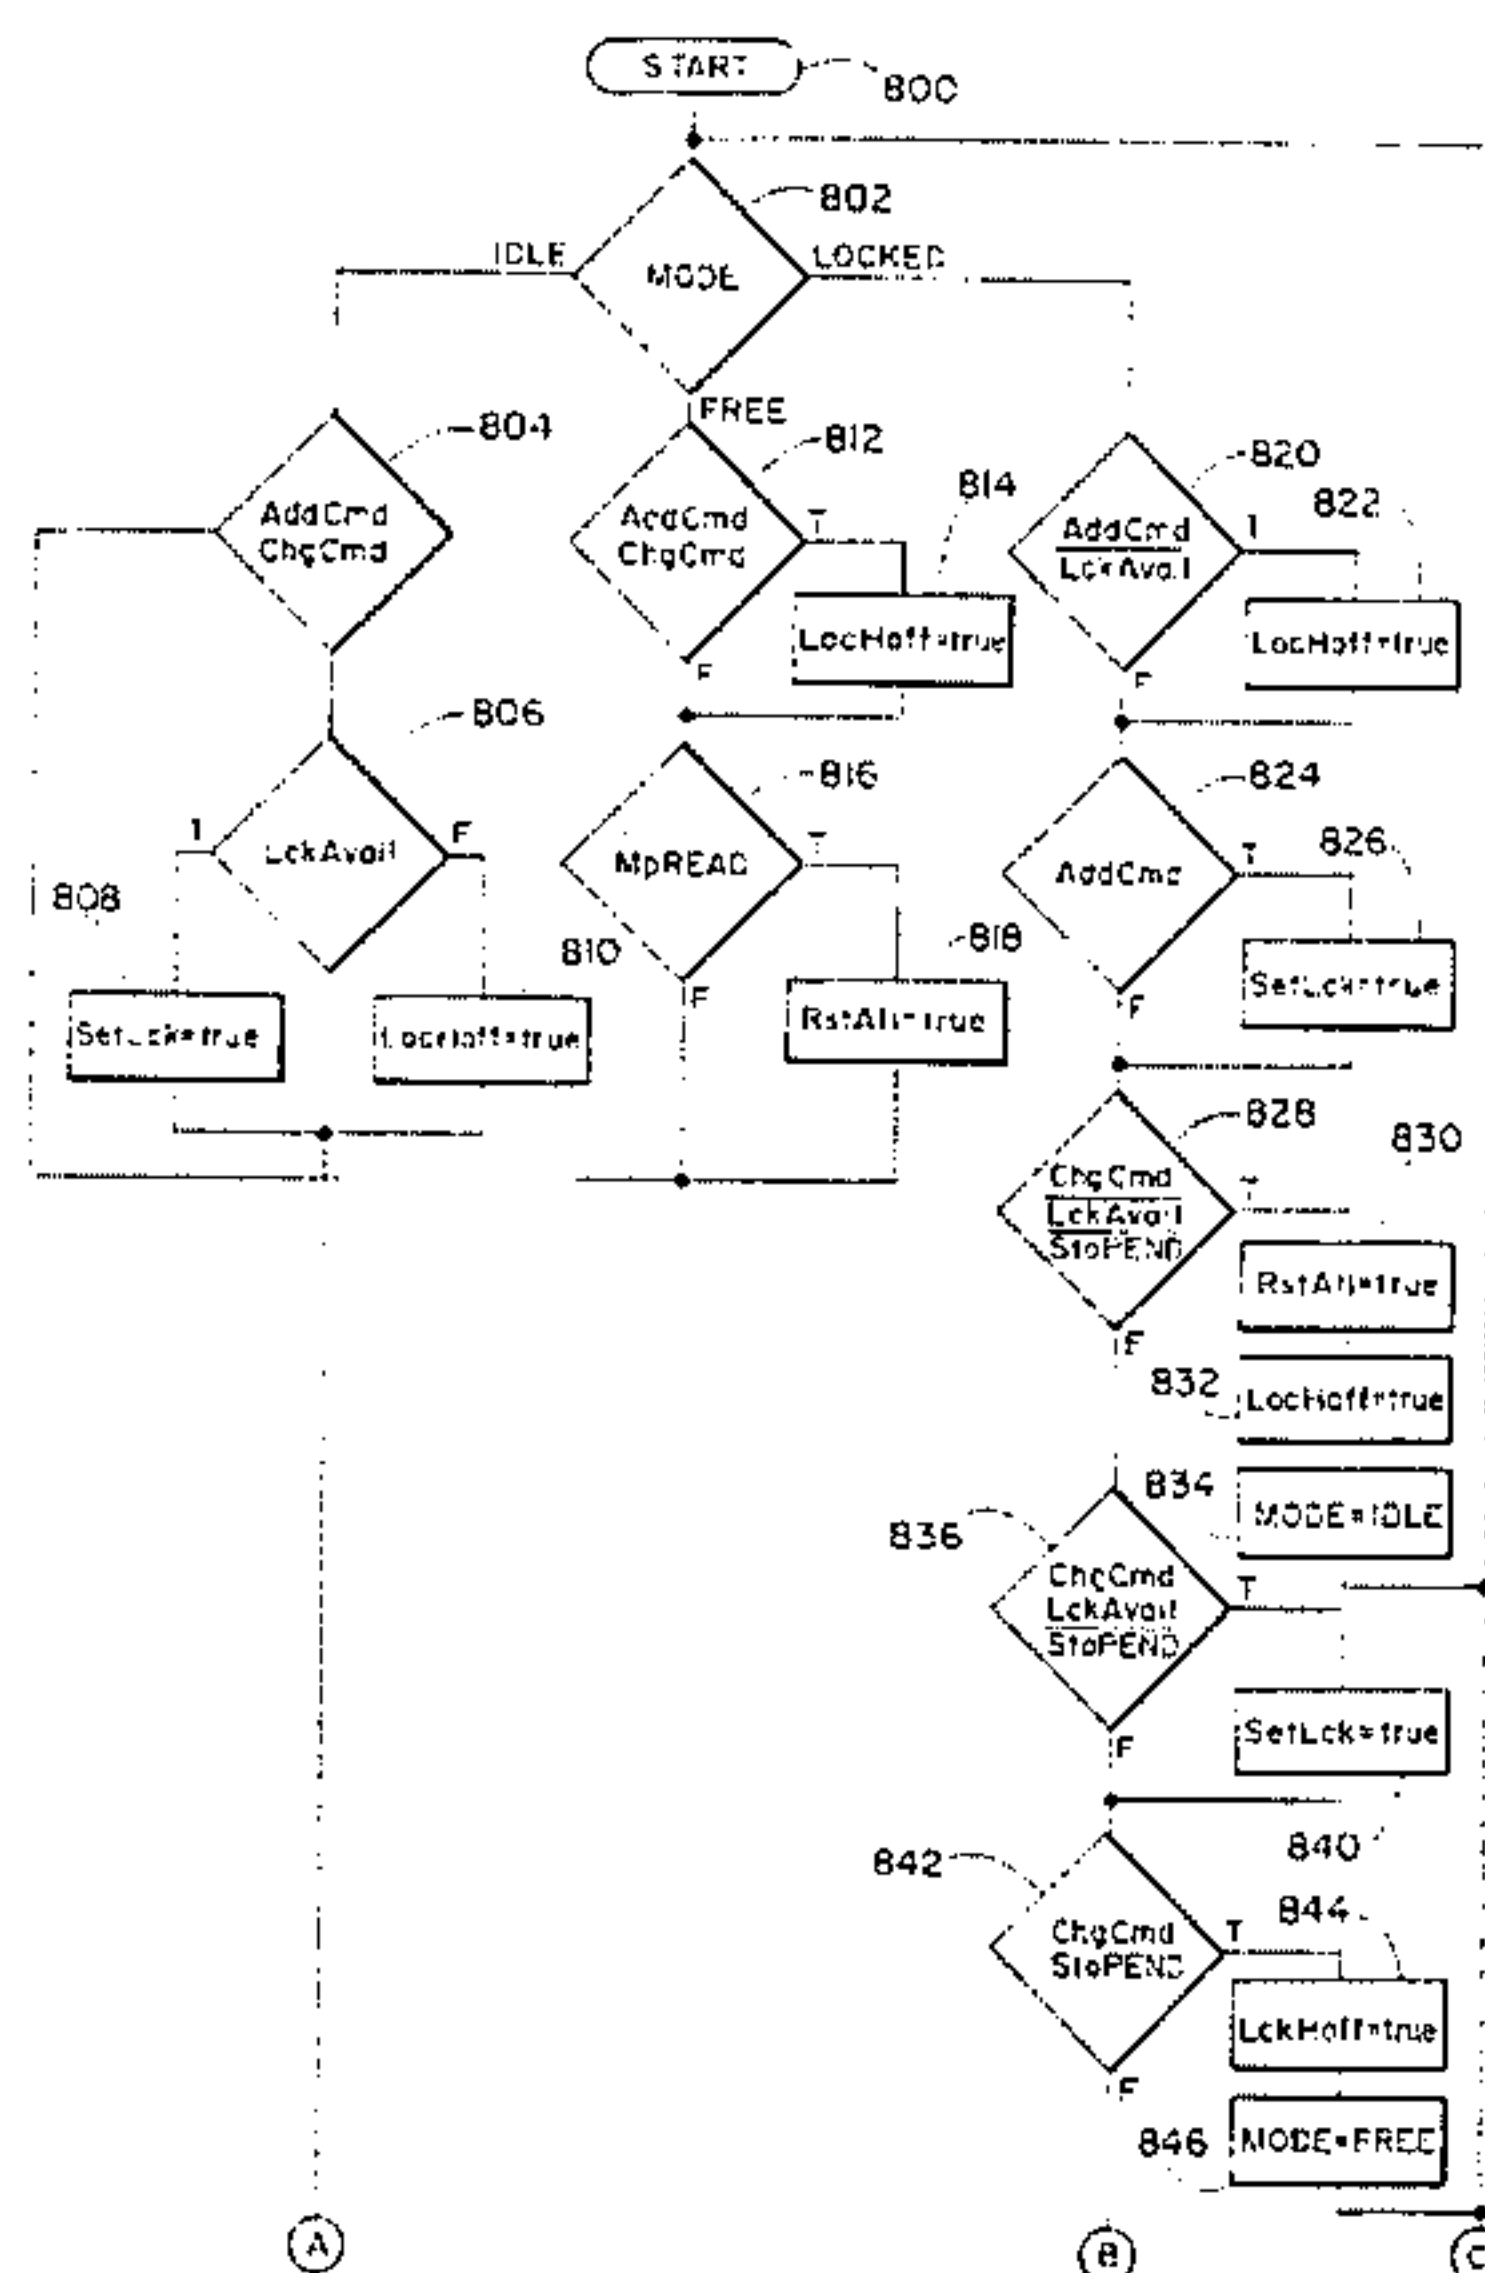 START
800
802
IDLE
MODE
LOCKED
FREE
804
812
820
814
822
AddCmd
ChgCmd
AddCmd
ChgCmd
T
AddCmd
LckAvail
T
LocHoff=true
LocHoff=true
F
F
806
816
824
T
LckAvail
F
MpREAD
T
AddCmd
T
826
808
810
818
F
F
SetLck=true
LocHoff=true
RstAll=true
SetLck=true
828
830
ChgCmd
LckAvail
StoPEND
T
RstAll=true
F
832
LocHoff=true
834
MODE=IDLE
836
ChgCmd
LckAvail
StoPEND
T
SetLck=true
F
840
842
844
ChgCmd
StoPEND
T
LckHoff=true
F
846
MODE=FREE
A
B
C